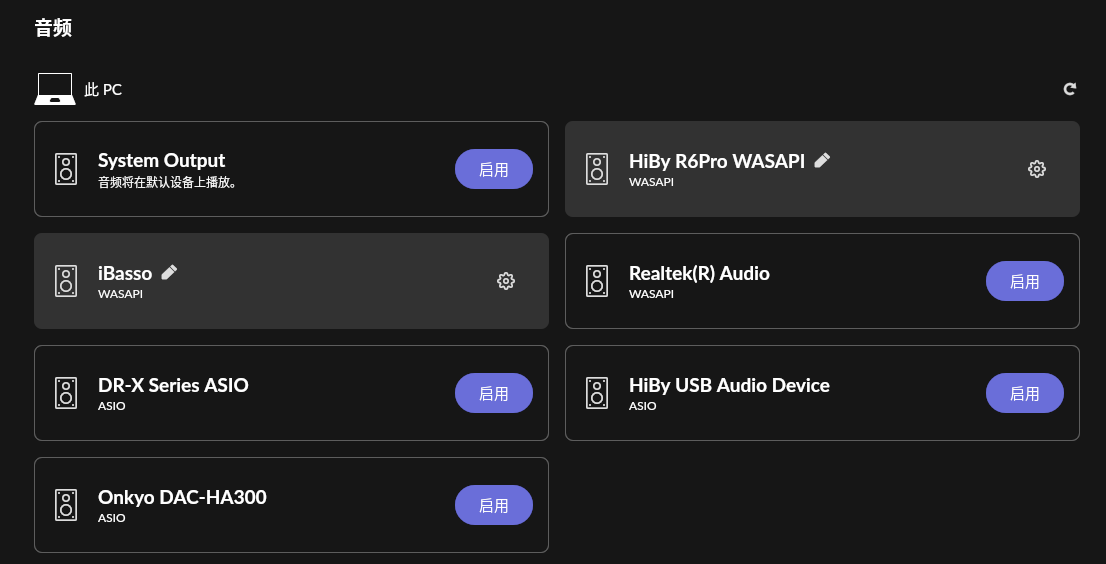 音频
此 PC
System Output
音频将在默认设备上播放。
启用
HiBy R6Pro WASAPI
WASAPI
iBasso
WASAPI
Realtek(R) Audio
WASAPI
启用
DR-X Series ASIO
ASIO
启用
HiBy USB Audio Device
ASIO
启用
Onkyo DAC-HA300
ASIO
启用